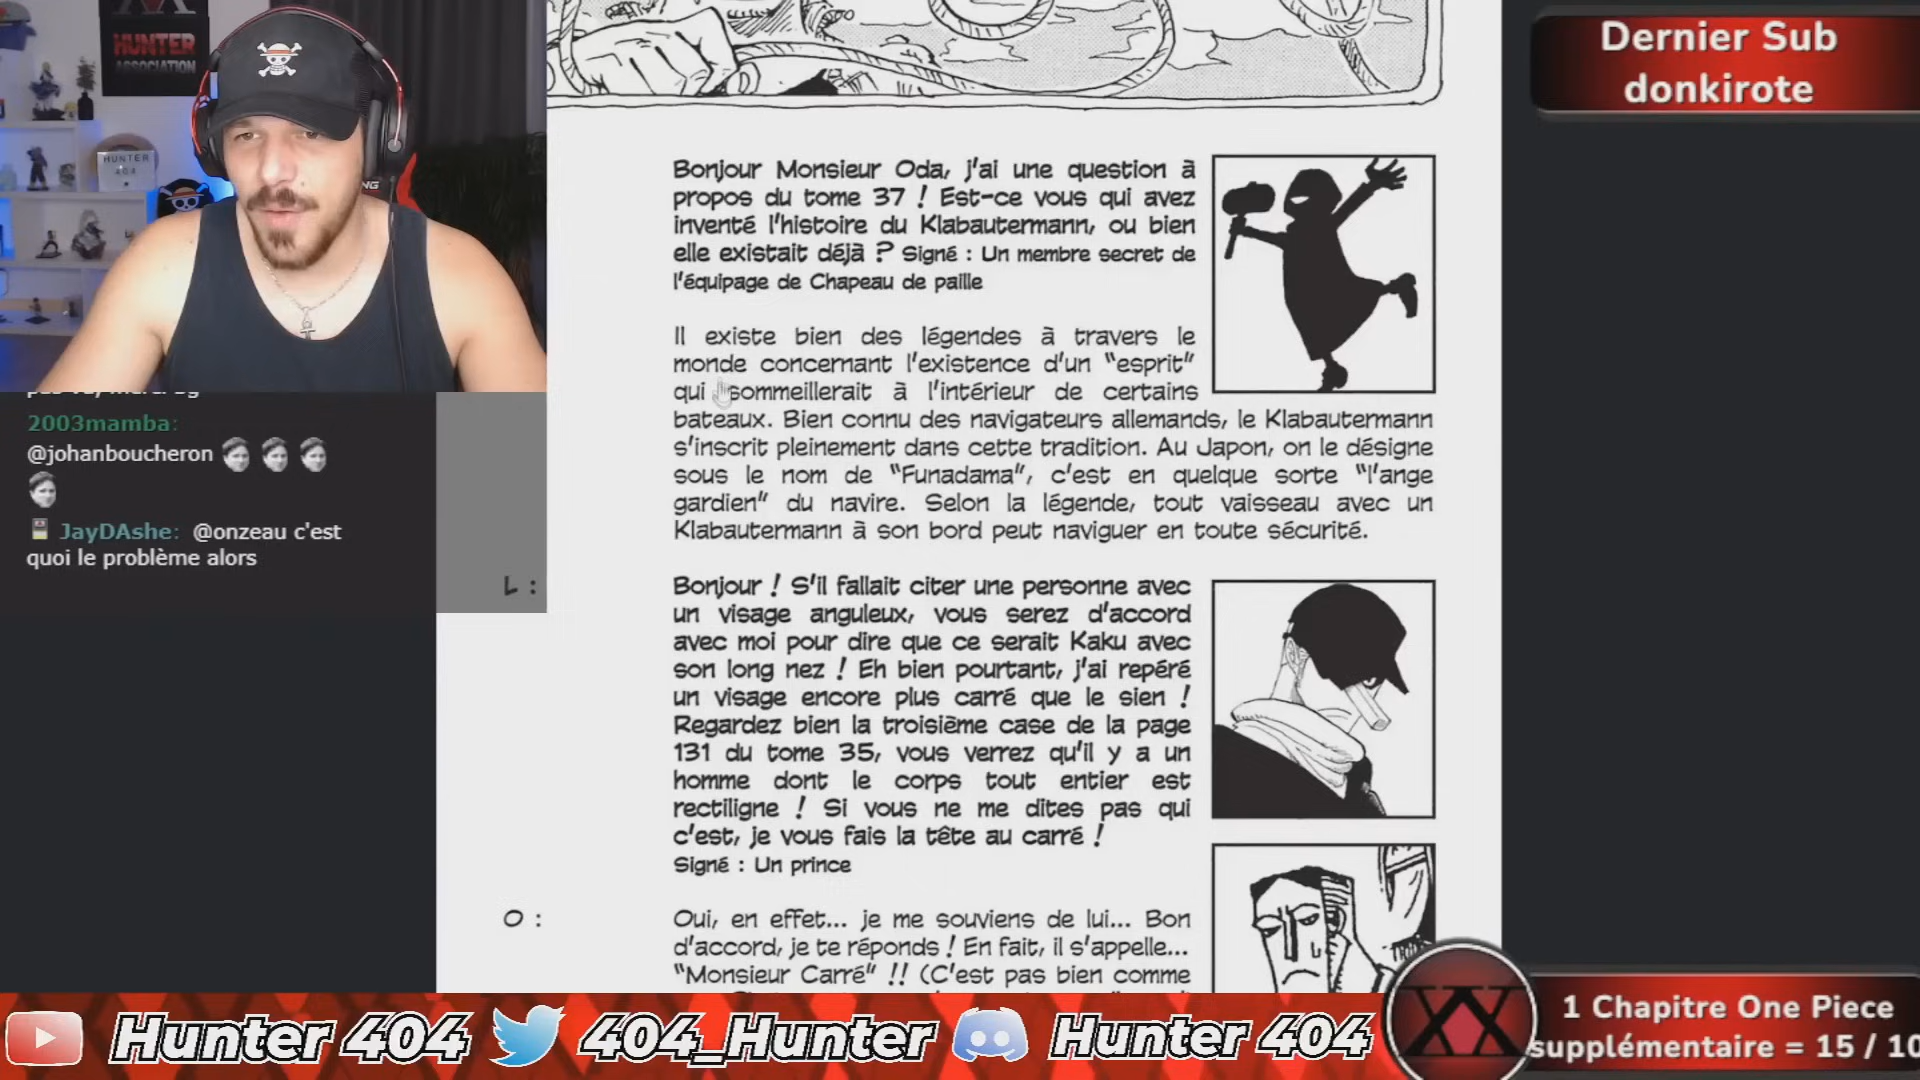 HUNTER
ASSOCIATION
HUNTER
404
NG
Dernier Sub
donkirote
Bonjour Monsieur Oda, j'ai une question à
propos du tome 37 ! Est-ce vous qui avez
inventé l'histoire du Klabautermann, ou bien
elle existait déjà ? Signé : Un membre secret de
l'équipage de Chapeau de paille
Il existe bien des légendes à travers le
monde concernant l'existence d'un "esprit"
qui sommeillerait à l'intérieur de certains
bateaux. Bien connu des navigateurs allemands, le Klabautermann
s'inscrit pleinement dans cette tradition. Au Japon, on le désigne
sous le nom de "Funadama", c'est en quelque sorte "l'ange
gardien" du navire. Selon la légende, tout vaisseau avec un
Klabautermann à son bord peut naviguer en toute sécurité.
2003mamba:
@johanboucheron
JayDAshe: @onzeau c'est
quoi le problème alors
L :
Bonjour ! S'il fallait citer une personne avec
un visage anguleux, vous serez d'accord
avec moi pour dire que ce serait Kaku avec
son long nez ! Eh bien pourtant, j'ai repéré
un visage encore plus carré que le sien !
Regardez bien la troisième case de la page
131 du tome 35, vous verrez qu'il y a un
homme dont le corps tout entier est
rectiligne ! Si vous ne me dites pas qui
c'est, je vous fais la tête au carré !
Signé : Un prince
O :
Oui, en effet... je me souviens de lui... Bon
d'accord, je te réponds ! En fait, il s'appelle...
"Monsieur Carré" !! (C'est pas bien comme
Hunter 404
404_Hunter
Hunter 404
1 Chapitre One Piece
supplémentaire = 15 / 10